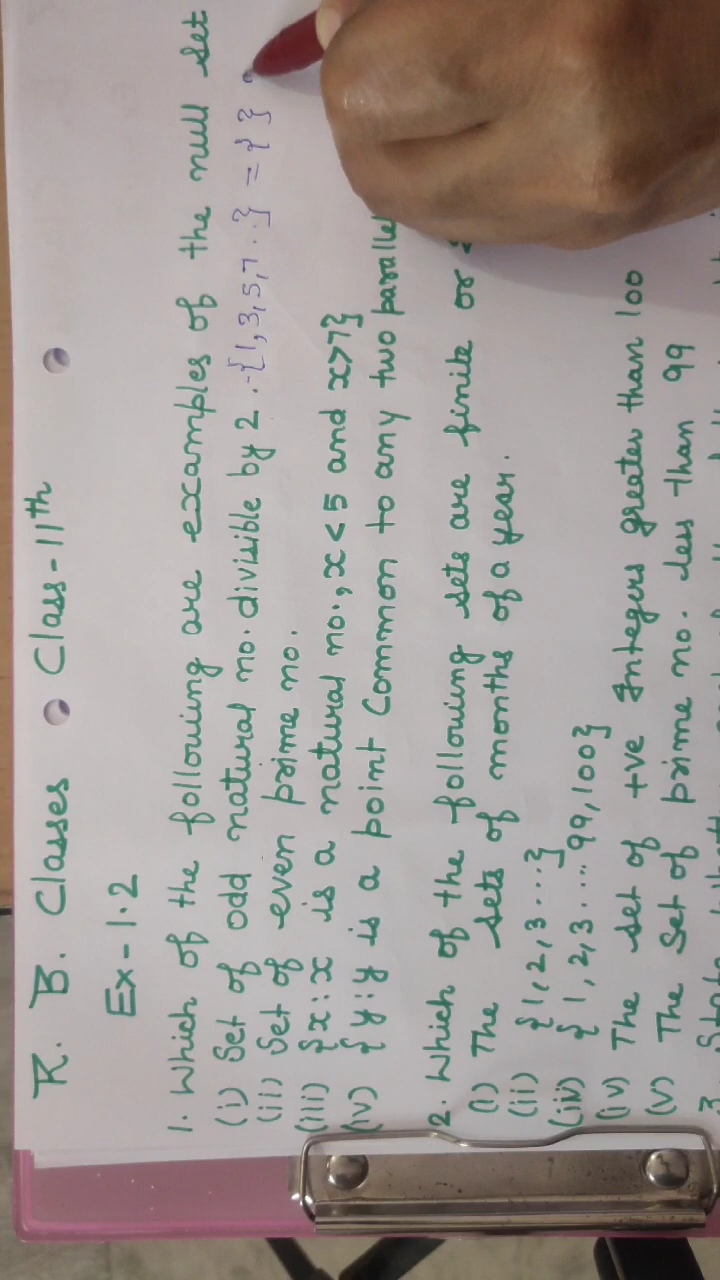 R. B. Classes Class-11th
Ex-1.2
1. Which of the following are examples of the null set
(i) Set of odd natural no. divisible by 2. -{1,3,5,7..} = { }
(ii) Set of even prime no.
(iii) {x:x is a natural no., x<5 and x>7}
(iv) {y:y is a point Common to any two parallel
2. Which of the following sets are finite or
(i) The sets of months of a year.
(ii) {1,2,3...}
(iii) {1,2,3...99,100}
(iv) The set of +ve Integers greater than 100
(v) The Set of prime no. less than 99
3.